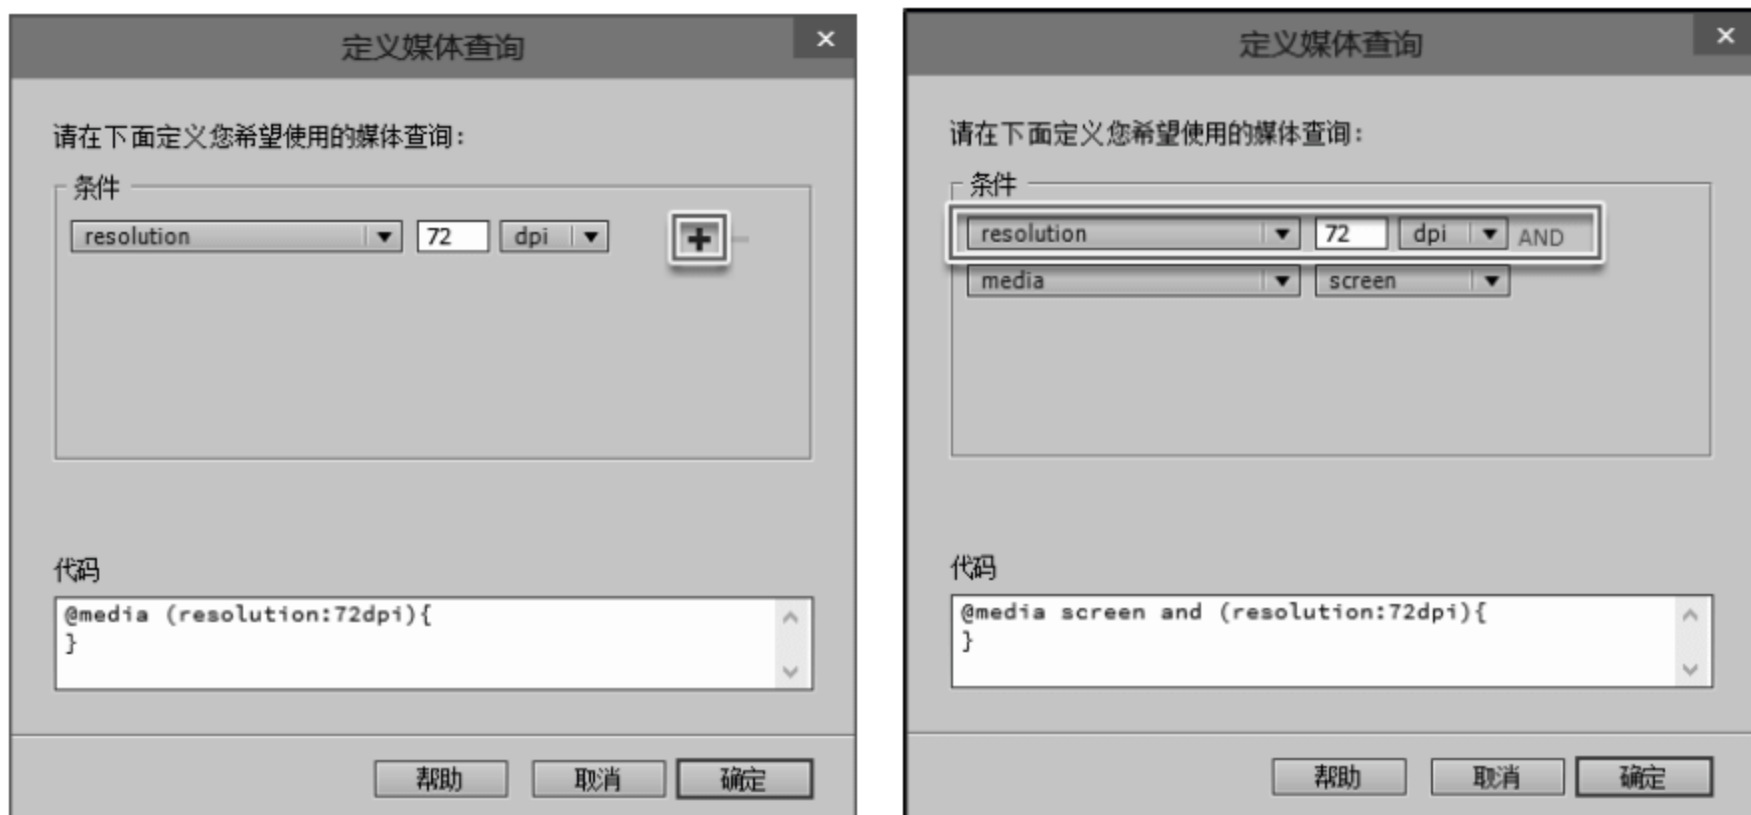 定义媒体查询
请在下面定义您希望使用的媒体查询:
条件
resolution 72 dpi
代码
@media (resolution:72dpi){
}
帮助 取消 确定
定义媒体查询
请在下面定义您希望使用的媒体查询:
条件
resolution 72 dpi AND
media screen
代码
@media screen and (resolution:72dpi){
}
帮助 取消 确定